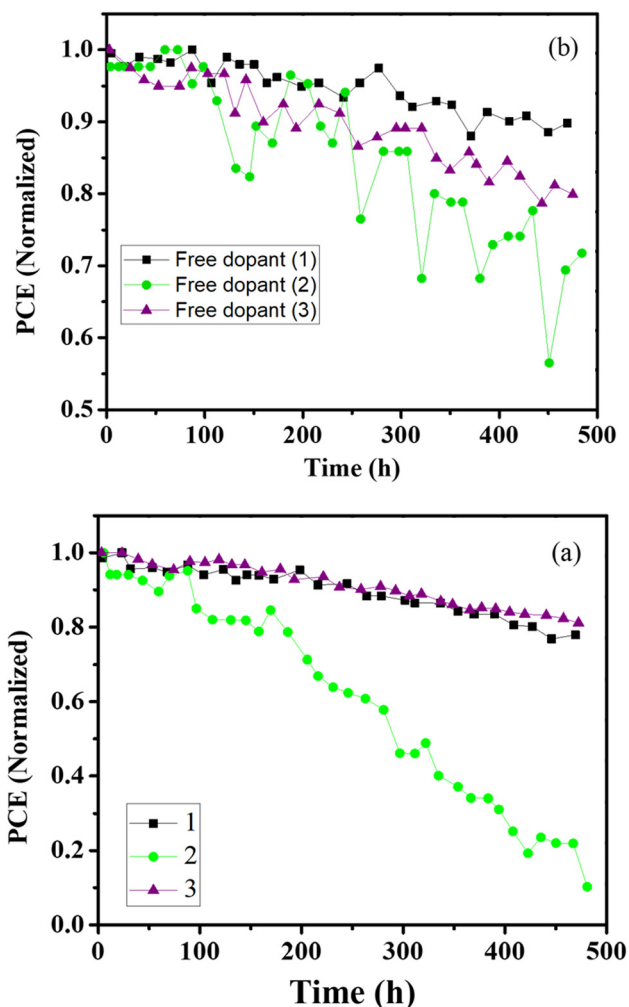 (b)
PCE (Normalized)
1.0
0.9
0.8
0.7
0.6
0.5
Free dopant (1)
Free dopant (2)
Free dopant (3)
0 100 200 300 400 500
Time (h)
(a)
PCE (Normalized)
1.0
0.8
0.6
0.4
0.2
0.0
1
2
3
0 100 200 300 400 500
Time (h)